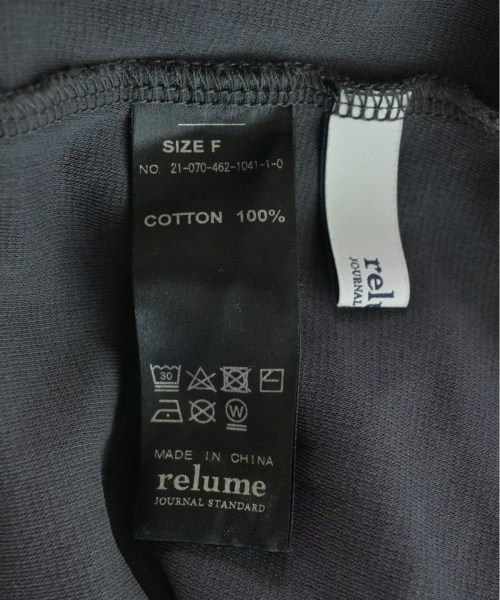 SIZE F
NO. 21-070-462-1041-1-0
COTTON 100%
30
W
MADE IN CHINA
relume
JOURNAL STANDARD
relu
JOURNAL